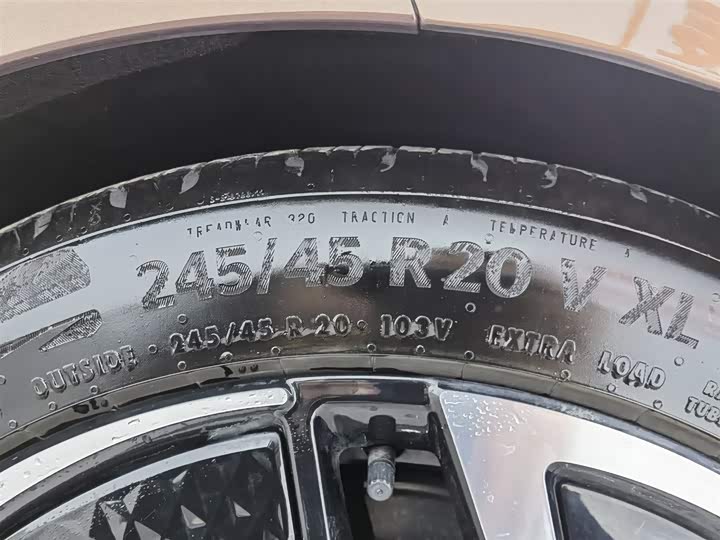 TREADWEAR 320 TRACTION A TEMPERATURE A
245/45 R20 V XL
OUTSIDE 245/45 R 20 103V EXTRA LOAD